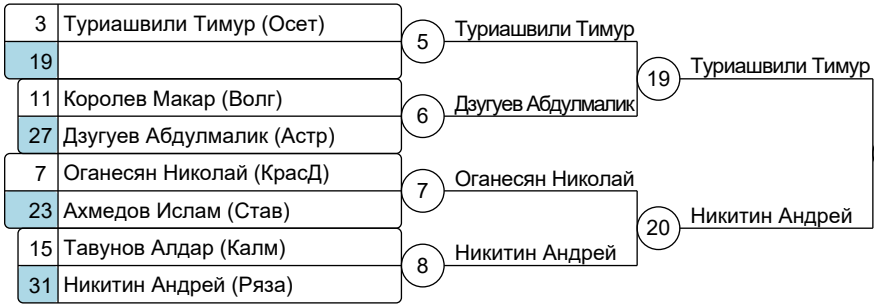 3 Туриашвили Тимур (Осет)
19
11 Королев Макар (Волг)
27 Дзугуев Абдулмалик (Астр)
7 Оганесян Николай (КрасД)
23 Ахмедов Ислам (Став)
15 Тавунов Алдар (Калм)
31 Никитин Андрей (Ряза)
5 Туриашвили Тимур
6 Дзугуев Абдулмалик
7 Оганесян Николай
8 Никитин Андрей
19 Туриашвили Тимур
20 Никитин Андрей